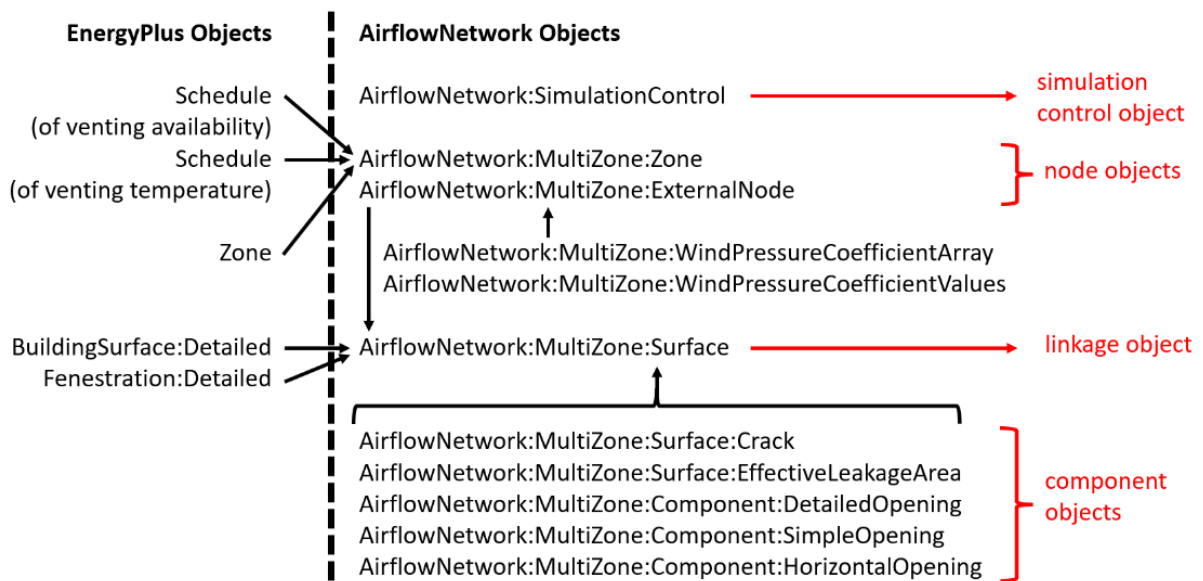 EnergyPlus Objects
AirflowNetwork Objects
Schedule
(of venting availability)
AirflowNetwork:SimulationControl
simulation
control object
Schedule
(of venting temperature)
AirflowNetwork:MultiZone:Zone
AirflowNetwork:MultiZone:ExternalNode
node objects
Zone
AirflowNetwork:MultiZone:WindPressureCoefficientArray
AirflowNetwork:MultiZone:WindPressureCoefficientValues
BuildingSurface:Detailed
Fenestration:Detailed
AirflowNetwork:MultiZone:Surface
linkage object
AirflowNetwork:MultiZone:Surface:Crack
AirflowNetwork:MultiZone:Surface:EffectiveLeakageArea
AirflowNetwork:MultiZone:Component:DetailedOpening
AirflowNetwork:MultiZone:Component:SimpleOpening
AirflowNetwork:MultiZone:Component:HorizontalOpening
component
objects